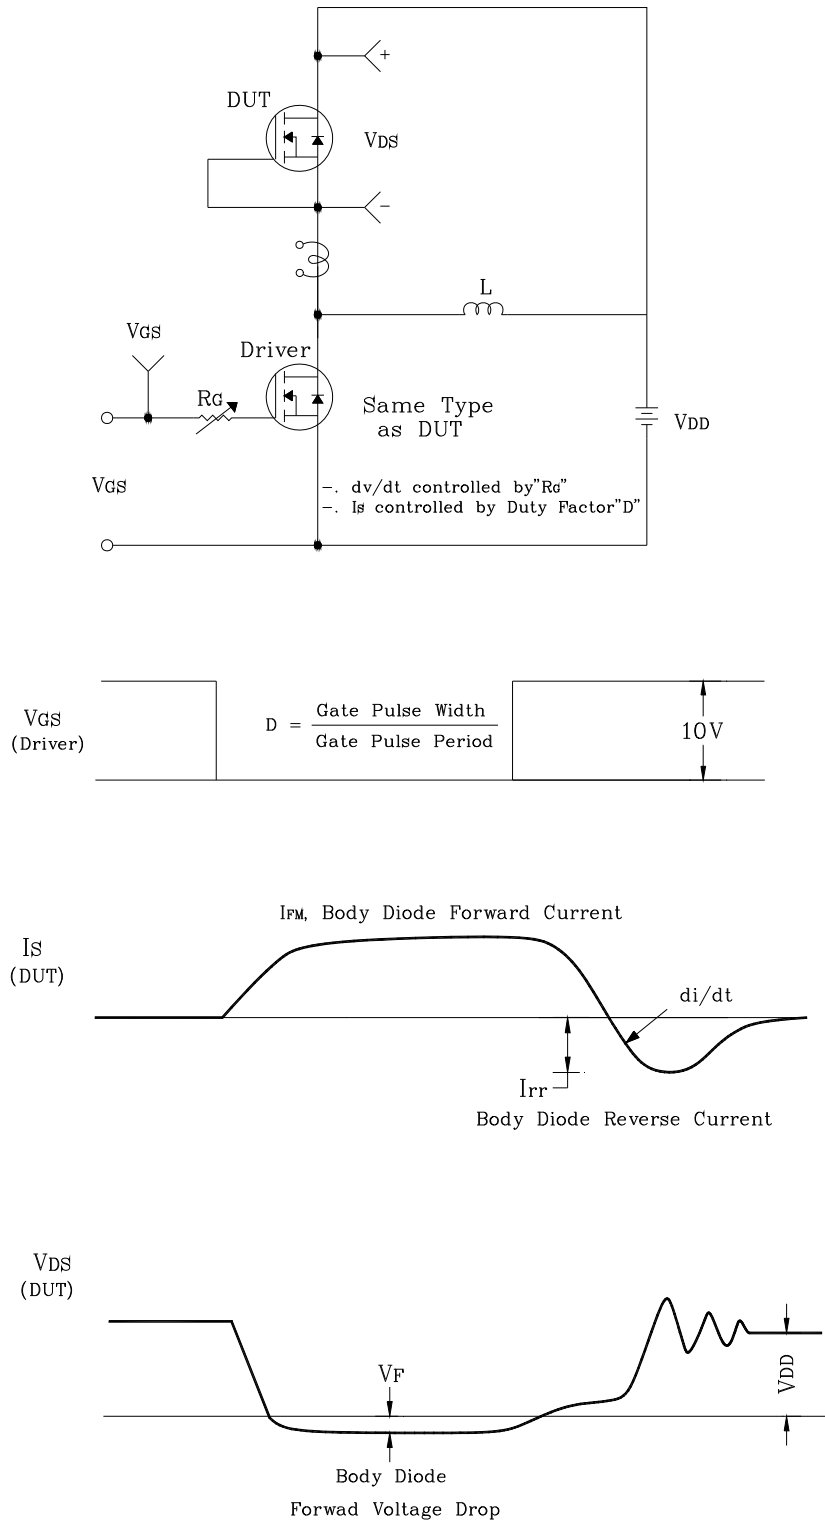 +
DUT
VDS
−
L
VGS
Driver
RG
Same Type
as DUT
VDD
VGS
−. dv/dt controlled by"RG"
−. Is controlled by Duty Factor"D"
VGS
(Driver)
D = Gate Pulse Width
Gate Pulse Period
10V
IFM, Body Diode Forward Current
IS
(DUT)
di/dt
Irr
Body Diode Reverse Current
VDS
(DUT)
VF
VDD
Body Diode
Forwad Voltage Drop